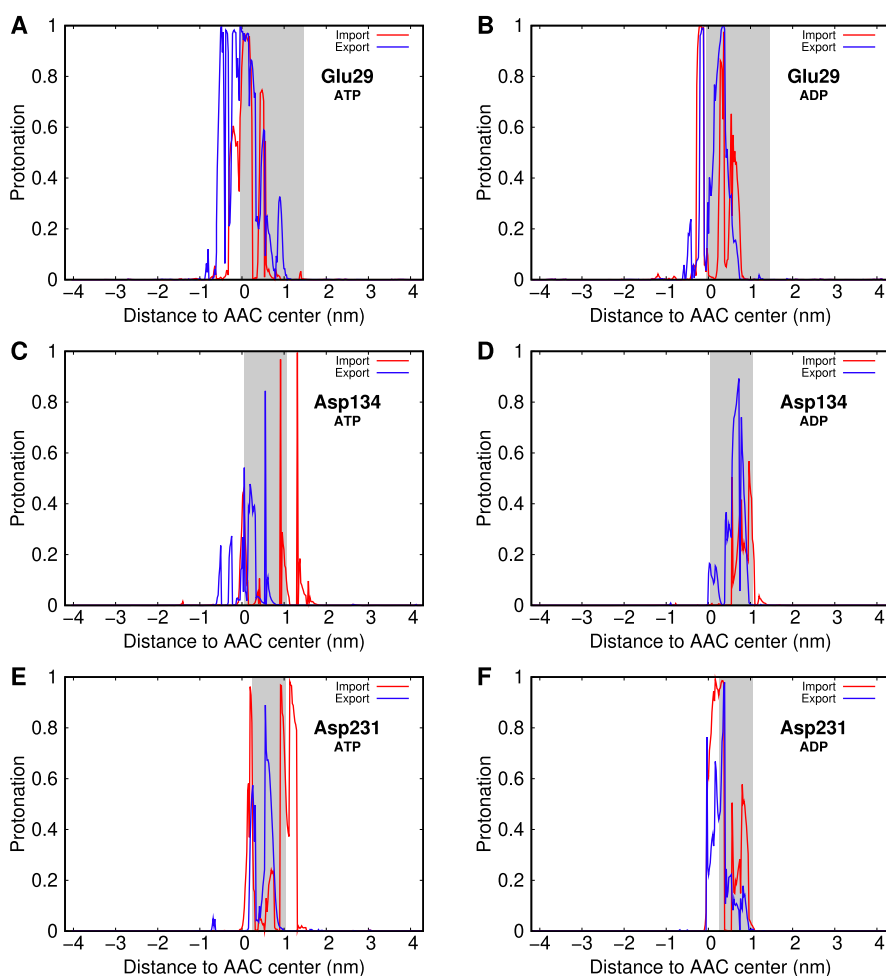 A
Import
Export
Glu29
ATP
Protonation
1
0.8
0.6
0.4
0.2
0
−4 −3 −2 −1 0 1 2 3 4
Distance to AAC center (nm)
B
Import
Export
Glu29
ADP
Protonation
1
0.8
0.6
0.4
0.2
0
−4 −3 −2 −1 0 1 2 3 4
Distance to AAC center (nm)
C
Import
Export
Asp134
ATP
Protonation
1
0.8
0.6
0.4
0.2
0
−4 −3 −2 −1 0 1 2 3 4
Distance to AAC center (nm)
D
Import
Export
Asp134
ADP
Protonation
1
0.8
0.6
0.4
0.2
0
−4 −3 −2 −1 0 1 2 3 4
Distance to AAC center (nm)
E
Import
Export
Asp231
ATP
Protonation
1
0.8
0.6
0.4
0.2
0
−4 −3 −2 −1 0 1 2 3 4
Distance to AAC center (nm)
F
Import
Export
Asp231
ADP
Protonation
1
0.8
0.6
0.4
0.2
0
−4 −3 −2 −1 0 1 2 3 4
Distance to AAC center (nm)